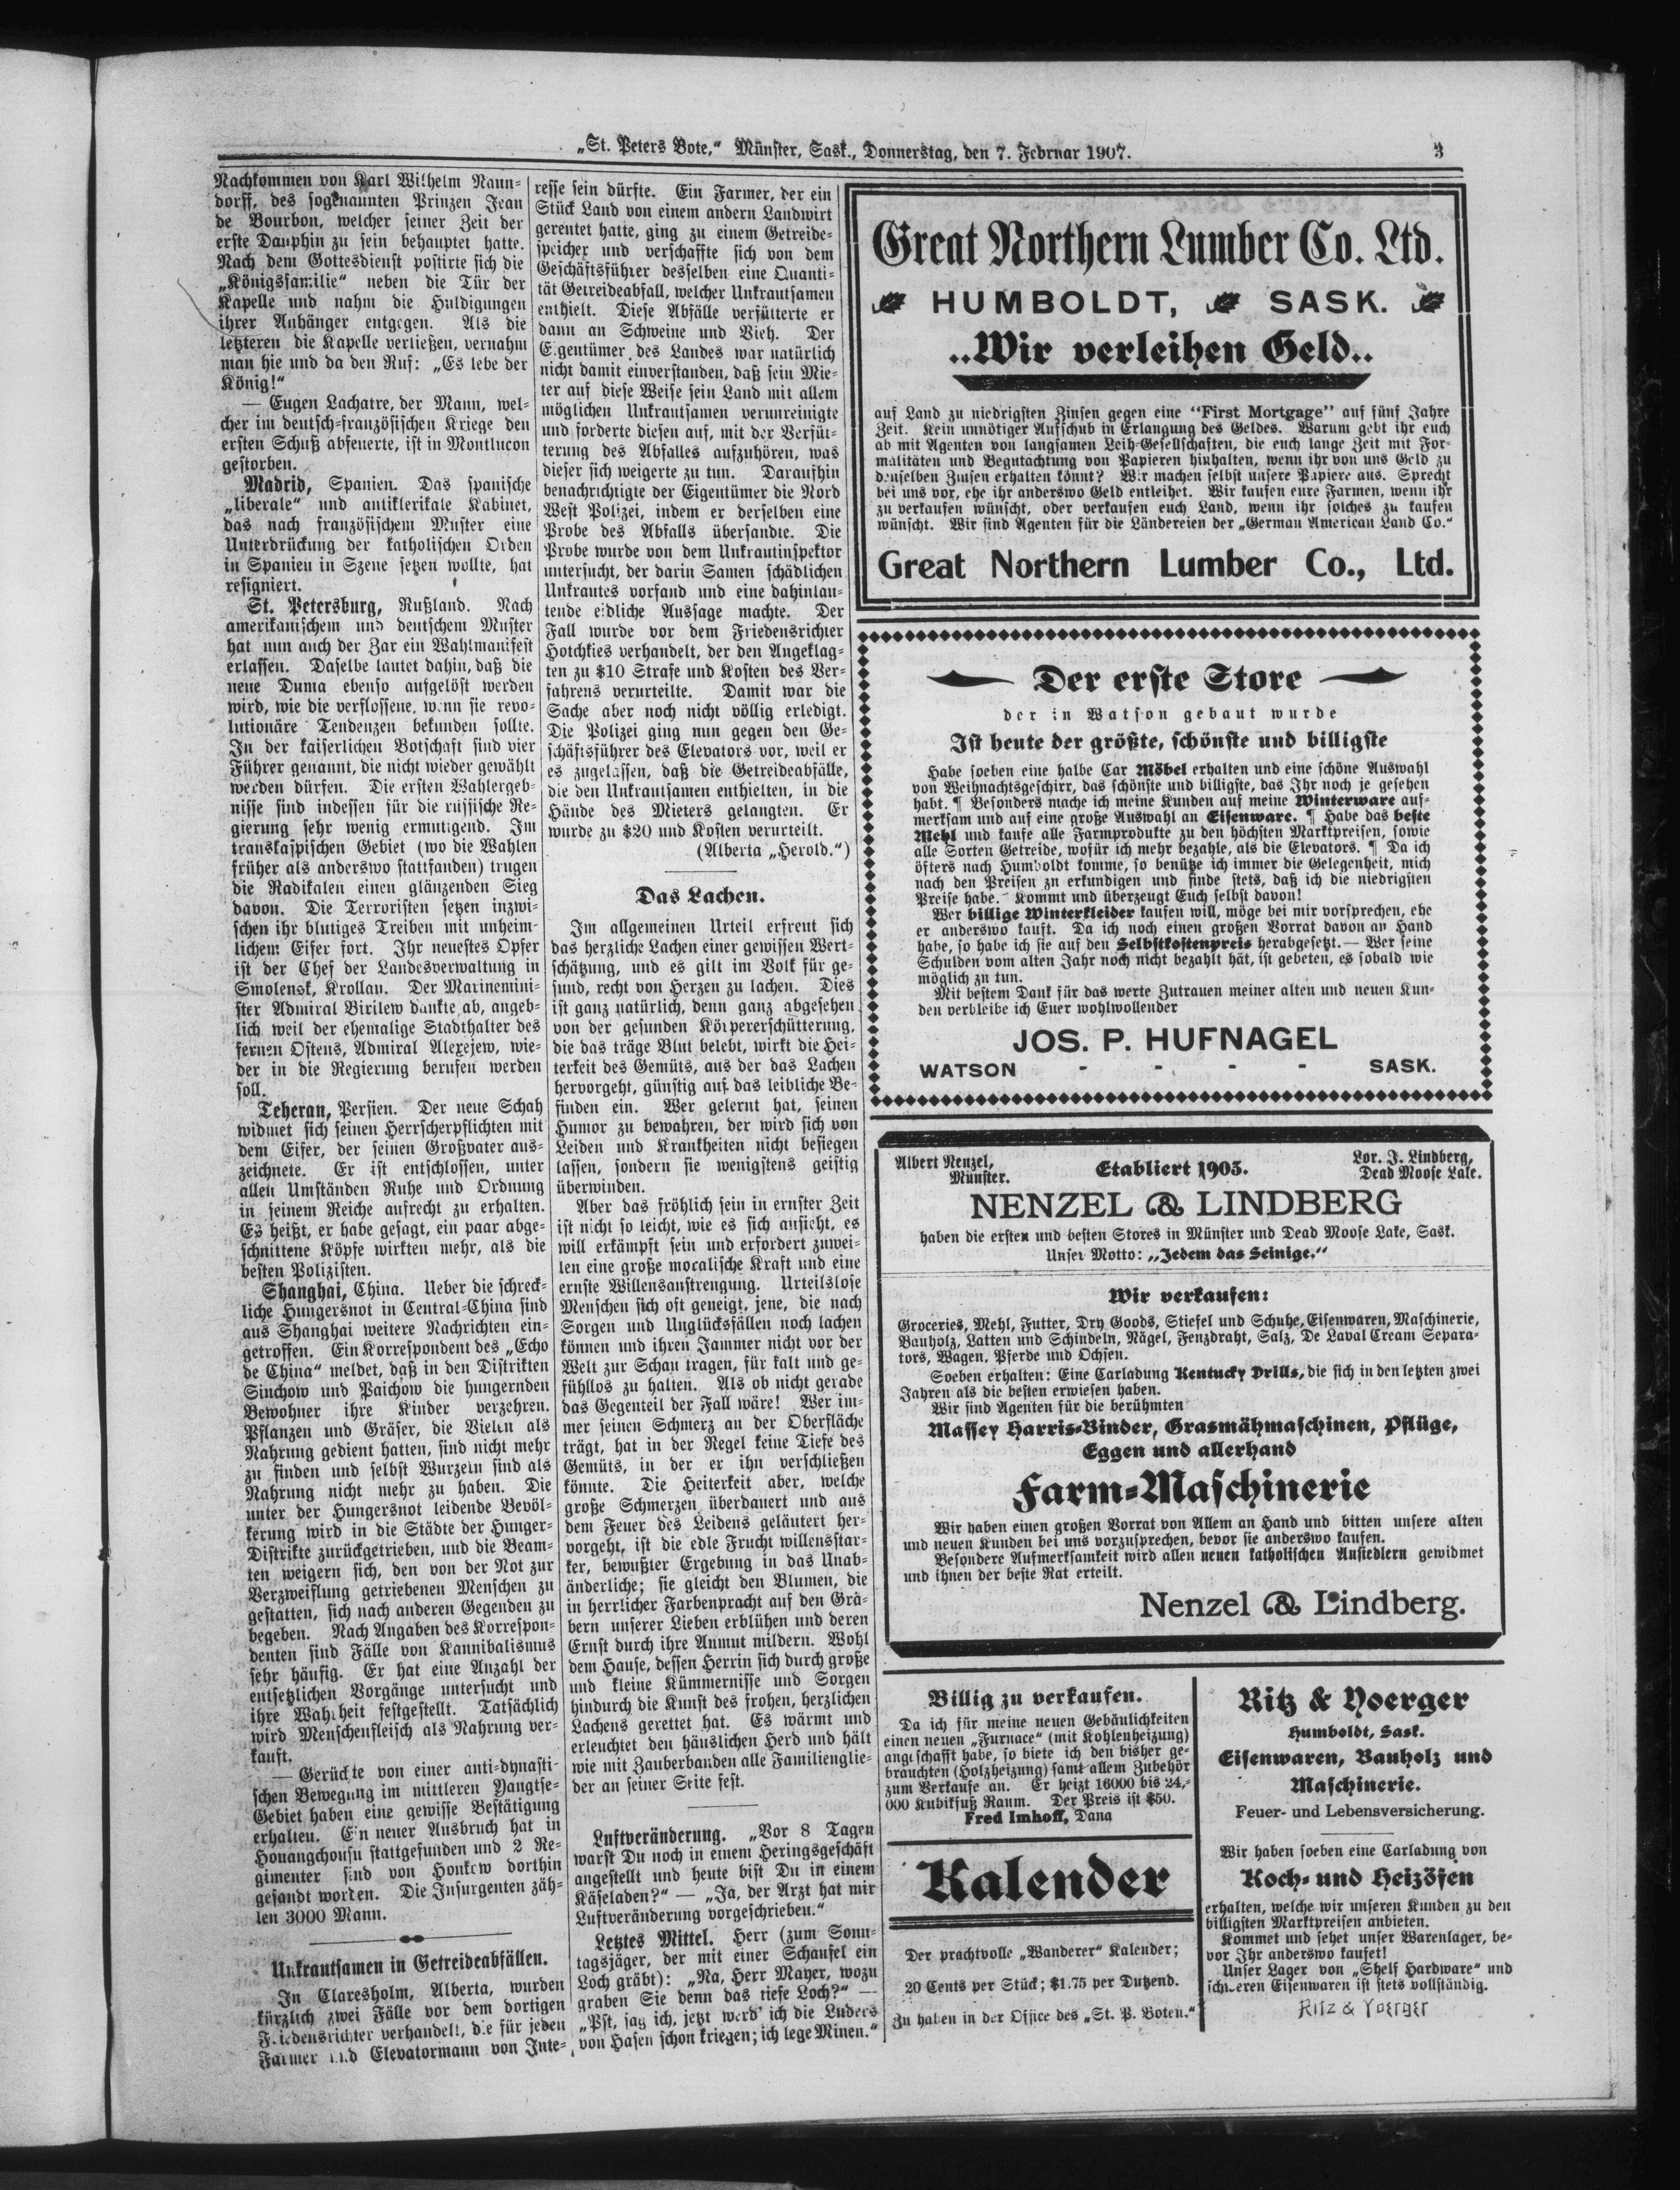 „St. Peters Bote,“ Münster, Sask., Donnerstag, den 7. Februar 1907.
3
Nachkommen von Karl Wilhelm Naun-
dorff, des sogenannten Prinzen Jean
de Bourbon, welcher seiner Zeit der
erste Dauphin zu sein behauptet hatte.
Nach dem Gottesdienst postirte sich die
„Königsfamilie“ neben die Tür der
Kapelle und nahm die Huldigungen
ihrer Anhänger entgegen. Als die
letzteren die Kapelle verließen, vernahm
man hie und da den Ruf: „Es lebe der
König!“
— Eugen Lachatre, der Mann, wel-
cher im deutsch-französischen Kriege den
ersten Schuß abfeuerte, ist in Montlucon
gestorben.
Madrid, Spanien. Das spanische
„liberale“ und antiklerikale Kabinet,
das nach französischem Muster eine
Unterdrückung der katholischen Orden
in Spanien in Szene setzen wollte, hat
resigniert.
St. Petersburg, Rußland. Nach
amerikanischem und deutschem Muster
hat nun auch der Zar ein Wahlmanifest
erlassen. Daselbe lautet dahin, daß die
neue Duma ebenso aufgelöst werden
wird, wie die verflossene, wenn sie revo-
lutionäre Tendenzen bekunden sollte.
In der kaiserlichen Botschaft sind vier
Führer genannt, die nicht wieder gewählt
werden dürfen. Die ersten Wahlergeb-
nisse sind indessen für die russische Re-
gierung sehr wenig ermutigend. Im
transkaspischen Gebiet (wo die Wahlen
früher als anderswo stattfanden) trugen
die Radikalen einen glänzenden Sieg
davon. Die Terroristen setzen inzwi-
schen ihr blutiges Treiben mit unheim-
lichem Eifer fort. Ihr neuestes Opfer
ist der Chef der Landesverwaltung in
Smolensk, Krollau. Der Marinemini-
ster Admiral Birilew dankte ab, angeb-
lich weil der ehemalige Stadthalter des
fernen Ostens, Admiral Alexejew, wie-
der in die Regierung berufen werden
soll.
Teheran, Persien. Der neue Schah
widmet sich seinen Herrscherpflichten mit
dem Eifer, der seinen Großvater aus-
zeichnete. Er ist entschlossen, unter
allen Umständen Ruhe und Ordnung
in seinem Reiche aufrecht zu erhalten.
Es heißt, er habe gesagt, ein paar abge-
schnittene Köpfe wirkten mehr, als die
besten Polizisten.
Shanghai, China. Ueber die schreck-
liche Hungersnot in Central-China sind
aus Shanghai weitere Nachrichten ein-
getroffen. Ein Korrespondent des „Echo
de China“ meldet, daß in den Distrikten
Sinchow und Paichow die hungernden
Bewohner ihre Kinder verzehren.
Pflanzen und Gräser, die Vielen als
Nahrung gedient hatten, sind nicht mehr
zu finden und selbst Wurzeln sind als
Nahrung nicht mehr zu haben. Die
unter der Hungersnot leidende Bevöl-
kerung wird in die Städte der Hunger-
Distrikte zurückgetrieben, und die Beam-
ten weigern sich, den von der Not zur
Verzweiflung getriebenen Menschen zu
gestatten, sich nach anderen Gegenden zu
begeben. Nach Angaben des Korrespon-
denten sind Fälle von Kannibalismus
sehr häufig. Er hat eine Anzahl der
entsetzlichen Vorgänge untersucht und
ihre Wahrheit festgestellt. Tatsächlich
wird Menschenfleisch als Nahrung ver-
kauft.
— Gerüchte von einer anti-dynasti-
schen Bewegung im mittleren Yangtse-
Gebiet haben eine gewisse Bestätigung
erhalten. Ein neuer Ausbruch hat in
Houangchousu stattgefunden und 2 Re-
gimenter sind von Honkow dorthin
gesandt worden. Die Insurgenten zäh-
len 3000 Mann.
Unkrautsamen in Getreideabfällen.
In Claresholm, Alberta, wurden
kürzlich zwei Fälle vor dem dortigen
Friedensrichter verhandelt, die für jeden
Farmer und Elevatormann von Inte-
resse sein dürfte. Ein Farmer, der ein
Stück Land von einem andern Landwirt
gerentet hatte, ging zu einem Getreide-
speicher und verschaffte sich von dem
Geschäftsführer desselben eine Quanti-
tät Getreideabfall, welcher Unkrautsamen
enthielt. Diese Abfälle verfütterte er
dann an Schweine und Vieh. Der
Eigentümer des Landes war natürlich
nicht damit einverstanden, daß sein Mie-
ter auf diese Weise sein Land mit allem
möglichen Unkrautsamen verunreinigte
und forderte diesen auf, mit der Verfüt-
terung des Abfalles aufzuhören, was
dieser sich weigerte zu tun. Daraufhin
benachrichtigte der Eigentümer die Nord
West Polizei, indem er derselben eine
Probe des Abfalls übersandte. Die
Probe wurde von dem Unkrautinspektor
untersucht, der darin Samen schädlichen
Unkrautes vorfand und eine dahinlau-
tende eidliche Aussage machte. Der
Fall wurde vor dem Friedensrichter
Hotchkies verhandelt, der den Angeklag-
ten zu $10 Strafe und Kosten des Ver-
fahrens verurteilte. Damit war die
Sache aber noch nicht völlig erledigt.
Die Polizei ging nun gegen den Ge-
schäftsführer des Elevators vor, weil er
es zugelassen, daß die Getreideabfälle,
die den Unkrautsamen enthielten, in die
Hände des Mieters gelangten. Er
wurde zu $20 und Kosten verurteilt.
(Alberta „Herold.“)
Das Lachen.
Im allgemeinen Urteil erfreut sich
das herzliche Lachen einer gewissen Wert-
schätzung, und es gilt im Volk für ge-
sund, recht von Herzen zu lachen. Dies
ist ganz natürlich, denn ganz abgesehen
von der gesunden Körpererschütterung,
die das träge Blut belebt, wirkt die Hei-
terkeit des Gemüts, aus der das Lachen
hervorgeht, günstig auf das leibliche Be-
finden ein. Wer gelernt hat, seinen
Humor zu bewahren, der wird sich von
Leiden und Krankheiten nicht besiegen
lassen, sondern sie wenigstens geistig
überwinden.
Aber das fröhlich sein in ernster Zeit
ist nicht so leicht, wie es sich ansieht, es
will erkämpft sein und erfordert zuwei-
len eine große moralische Kraft und eine
ernste Willensanstrengung. Urteilslose
Menschen sich oft geneigt, jene, die nach
Sorgen und Unglücksfällen noch lachen
können und ihren Jammer nicht vor der
Welt zur Schau tragen, für kalt und ge-
fühllos zu halten. Als ob nicht gerade
das Gegenteil der Fall wäre! Wer im-
mer seinen Schmerz an der Oberfläche
trägt, hat in der Regel keine Tiefe des
Gemüts, in der er ihn verschließen
könnte. Die Heiterkeit aber, welche
große Schmerzen überdauert und aus
dem Feuer des Leidens geläutert her-
vorgeht, ist die edle Frucht willensstar-
ker, bewußter Ergebung in das Unab-
änderliche; sie gleicht den Blumen, die
in herrlicher Farbenpracht auf den Grä-
bern unserer Lieben erblühen und deren
Ernst durch ihre Anmut mildern. Wohl
dem Hause, dessen Herrin sich durch große
und kleine Kümmernisse und Sorgen
hindurch die Kunst des frohen, herzlichen
Lachens gerettet hat. Es wärmt und
erleuchtet den häuslichen Herd und hält
wie mit Zauberbanden alle Familienglie-
der an seiner Seite fest.
Luftveränderung. „Vor 8 Tagen
warst Du noch in einem Heringsgeschäft
angestellt und heute bist Du in einem
Käseladen?“ — „Ja, der Arzt hat mir
Luftveränderung vorgeschrieben.“
Letztes Mittel. Herr (zum Sonn-
tagsjäger, der mit einer Schaufel ein
Loch gräbt): „Na, Herr Mayer, wozu
graben Sie denn das tiefe Loch?“ —
„Pst, sag ich, jetzt werd' ich die Luders
von Hasen schon kriegen; ich lege Minen.“
Great Northern Lumber Co. Ltd.
HUMBOLDT, SASK.
..Wir verleihen Geld..
auf Land zu niedrigsten Zinsen gegen eine “First Mortgage” auf fünf Jahre
Zeit. Kein unnötiger Aufschub in Erlangung des Geldes. Warum gebt ihr euch
ab mit Agenten von langsamen Leih-Gesellschaften, die euch lange Zeit mit For-
malitäten und Begutachtung von Papieren hinhalten, wenn ihr von uns Geld zu
denselben Zinsen erhalten könnt? Wir machen selbst unsere Papiere aus. Sprecht
bei uns vor, ehe ihr anderswo Geld entleihet. Wir kaufen eure Farmen, wenn ihr
zu verkaufen wünscht, oder verkaufen euch Land, wenn ihr solches zu kaufen
wünscht. Wir sind Agenten für die Ländereien der „German American Land Co.“
Great Northern Lumber Co., Ltd.
Der erste Store
der in Watson gebaut wurde
Ist heute der größte, schönste und billigste
Habe soeben eine halbe Car Möbel erhalten und eine schöne Auswahl
von Weihnachtsgeschirr, das schönste und billigste, das Ihr noch je gesehen
habt. ¶ Besonders mache ich meine Kunden auf meine Winterware auf-
merksam und auf eine große Auswahl an Eisenware. ¶ Habe das beste
Mehl und kaufe alle Farmprodukte zu den höchsten Marktpreisen, sowie
alle Sorten Getreide, wofür ich mehr bezahle, als die Elevators. ¶ Da ich
öfters nach Humboldt komme, so benütze ich immer die Gelegenheit, mich
nach den Preisen zu erkundigen und finde stets, daß ich die niedrigsten
Preise habe. Kommt und überzeugt Euch selbst davon!
Wer billige Winterkleider kaufen will, möge bei mir vorsprechen, ehe
er anderswo kauft. Da ich noch einen großen Vorrat davon an Hand
habe, so habe ich sie auf den Selbstkostenpreis herabgesetzt.— Wer seine
Schulden vom alten Jahr noch nicht bezahlt hät, ist gebeten, es sobald wie
möglich zu tun.
Mit bestem Dank für das werte Zutrauen meiner alten und neuen Kun-
den verbleibe ich Euer wohlwollender
JOS. P. HUFNAGEL
WATSON - - - - SASK.
Albert Nenzel,
Münster.
Etabliert 1905.
Lor. J. Lindberg,
Dead Moose Lake.
NENZEL & LINDBERG
haben die ersten und besten Stores in Münster und Dead Moose Lake, Sask.
Unser Motto: „Jedem das Seinige.“
Wir verkaufen:
Groceries, Mehl, Futter, Dry Goods, Stiefel und Schuhe, Eisenwaren, Maschinerie,
Bauholz, Latten und Schindeln, Nägel, Fenzdraht, Salz, De Laval Cream Separa-
tors, Wagen, Pferde und Ochsen.
Soeben erhalten: Eine Carladung Kentucky Drills, die sich in den letzten zwei
Jahren als die besten erwiesen haben.
Wir sind Agenten für die berühmten
Massey Harris-Binder, Grasmähmaschinen, Pflüge,
Eggen und allerhand
Farm-Maschinerie
Wir haben einen großen Vorrat von Allem an Hand und bitten unsere alten
und neuen Kunden bei uns vorzusprechen, bevor sie anderswo kaufen.
Besondere Aufmerksamkeit wird allen neuen katholischen Ansiedlern gewidmet
und ihnen der beste Rat erteilt.
Nenzel & Lindberg.
Billig zu verkaufen.
Da ich für meine neuen Gebäulichkeiten
einen neuen „Furnace“ (mit Kohlenheizung)
angeschafft habe, so biete ich den bisher ge-
brauchten (Holzheizung) samt allem Zubehör
zum Verkaufe an. Er heizt 16000 bis 24,-
000 Kubikfuß Raum. Der Preis ist $50.
Fred Imhoff, Dana
Kalender
Der prachtvolle „Wanderer“ Kalender;
20 Cents per Stück; $1.75 per Dutzend.
Zu haben in der Office des „St. P. Boten.“
Ritz & Yoerger
Humboldt, Sask.
Eisenwaren, Bauholz und
Maschinerie.
Feuer- und Lebensversicherung.
Wir haben soeben eine Carladung von
Koch- und Heizöfen
erhalten, welche wir unseren Kunden zu den
billigsten Marktpreisen anbieten.
Kommet und sehet unser Warenlager, be-
vor Ihr anderswo kaufet!
Unser Lager von „Shelf Hardware“ und
schweren Eisenwaren ist stets vollständig.
Ritz & Yoerger